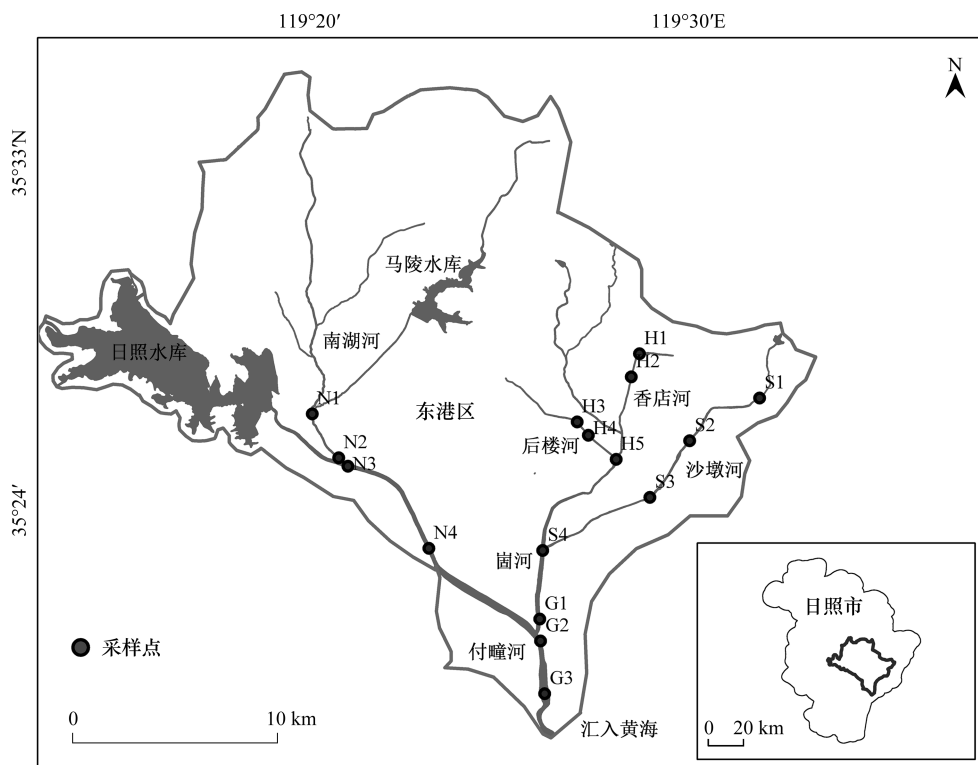 119°20′
119°30′E
N
35°33′N
马陵水库
南湖河
日照水库
H1
H2
香店河
N1
东港区
H3
H4
后楼河
H5
S1
S2
沙墩河
N2
N3
S3
35°24′
N4
S4
崮河
G1
G2
付疃河
G3
采样点
汇入黄海
0
10 km
日照市
0
20 km